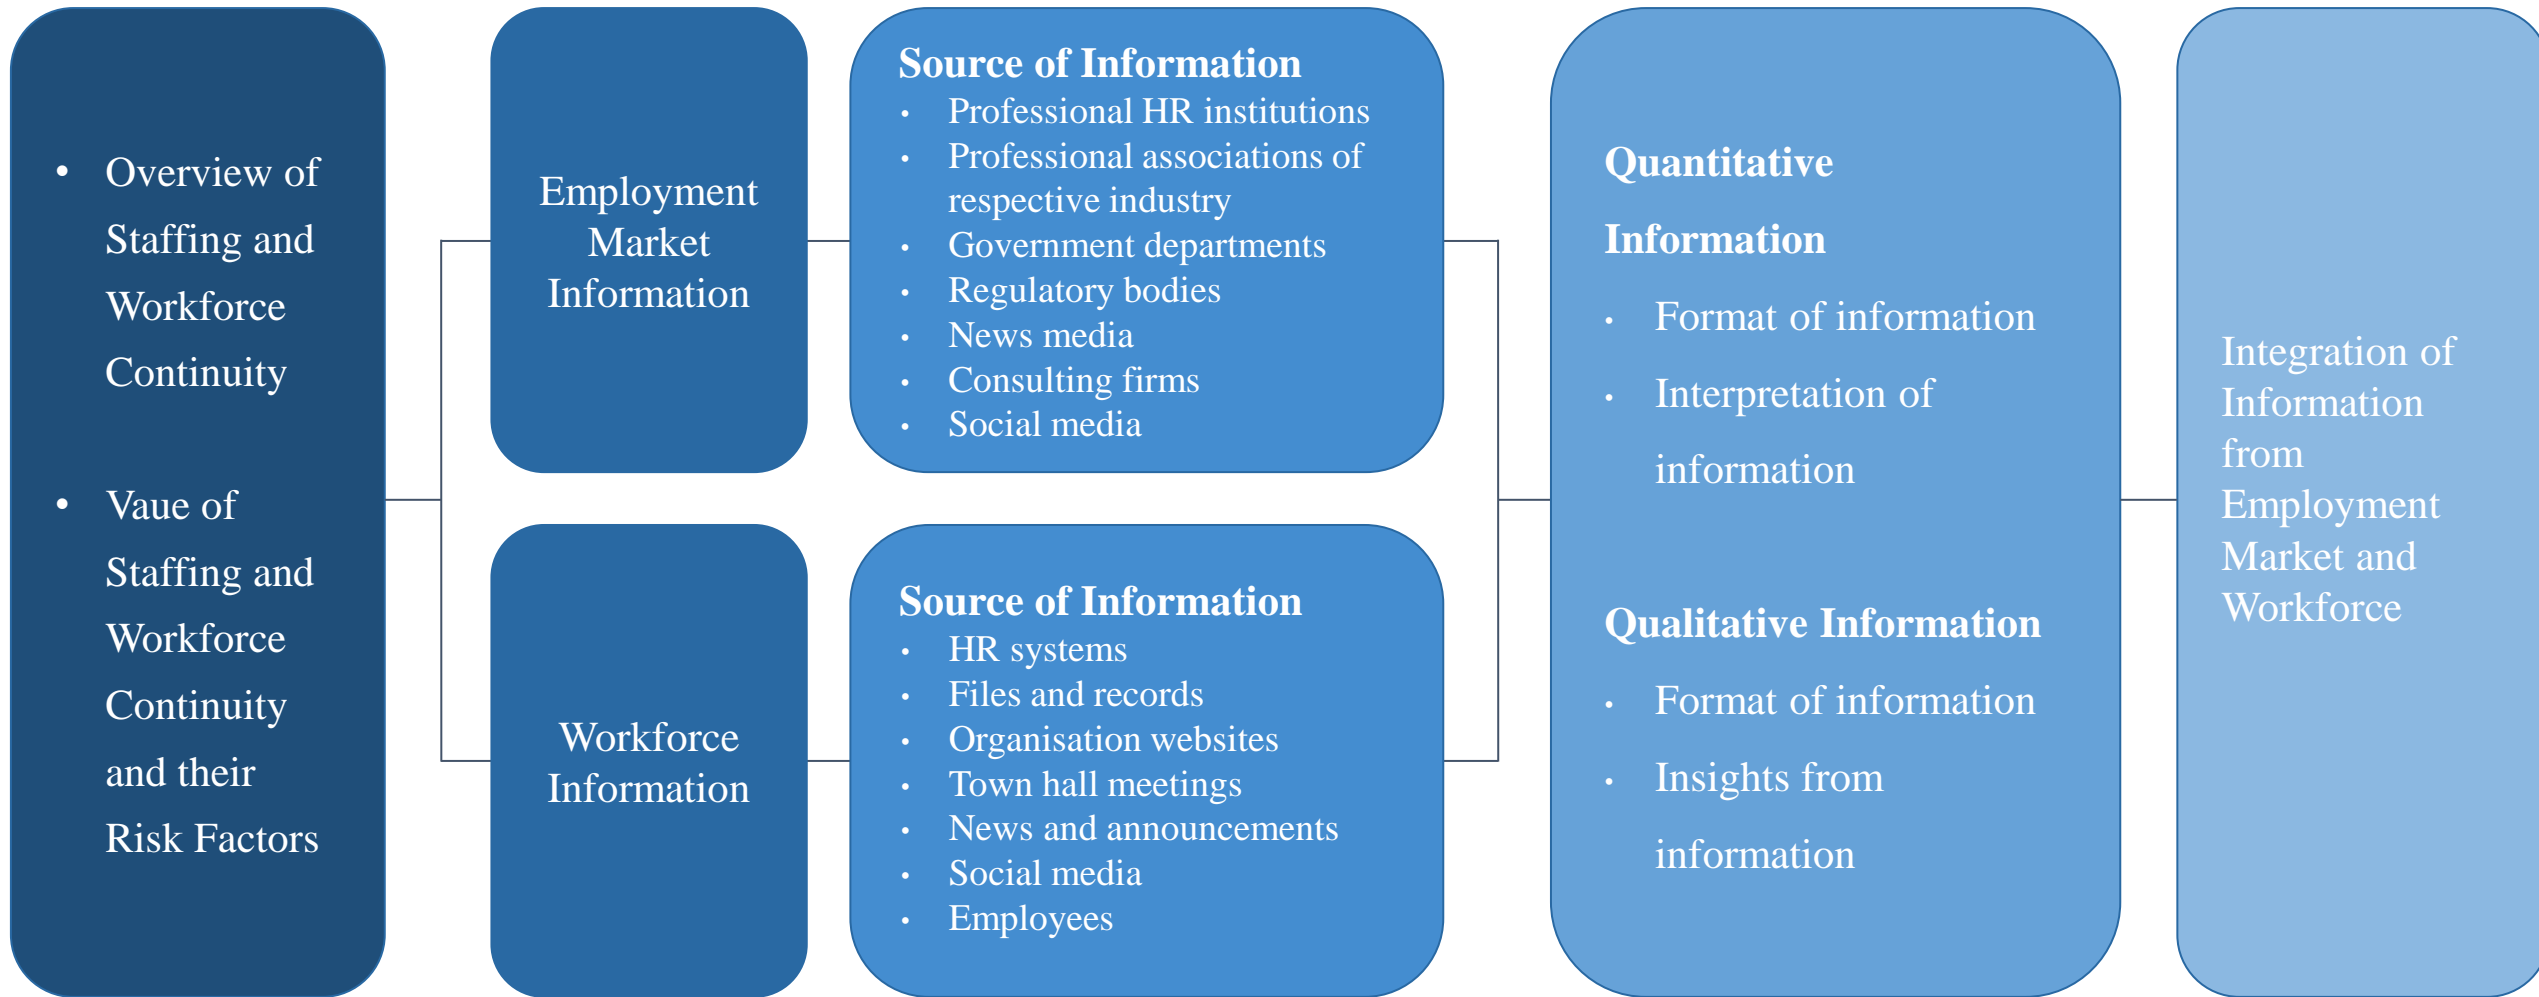 • Overview of
Staffing and
Workforce
Continuity
• Vaue of
Staffing and
Workforce
Continuity
and their
Risk Factors
Employment
Market
Information
Source of Information
• Professional HR institutions
• Professional associations of
respective industry
• Government departments
• Regulatory bodies
• News media
• Consulting firms
• Social media
Workforce
Information
Source of Information
• HR systems
• Files and records
• Organisation websites
• Town hall meetings
• News and announcements
• Social media
• Employees
Quantitative
Information
• Format of information
• Interpretation of
information
Qualitative Information
• Format of information
• Insights from
information
Integration of
Information
from
Employment
Market and
Workforce